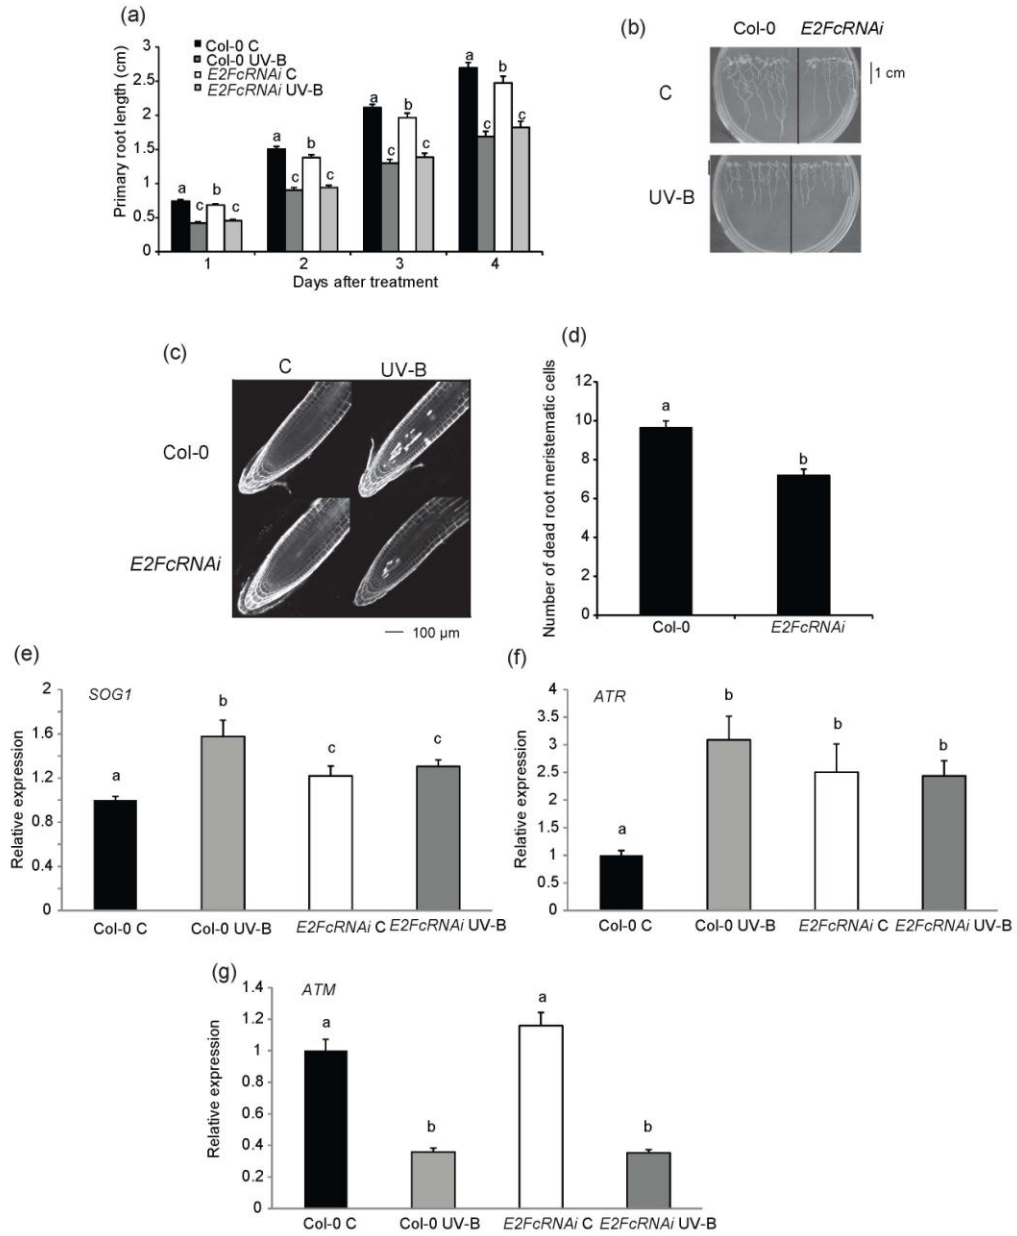 (a)
Primary root length (cm)
3
2.5
2
1.5
1
0.5
0
Col-0 C
Col-0 UV-B
E2FcRNAi C
E2FcRNAi UV-B
a c b c
a c b c
a c b c
a c b c
1 2 3 4
Days after treatment
(b)
Col-0 E2FcRNAi
C
1 cm
UV-B
(c)
C UV-B
Col-0
E2FcRNAi
100 µm
(d)
Number of dead root meristematic cells
12
10
8
6
4
2
0
a
b
Col-0 E2FcRNAi
(e)
SOG1
Relative expression
2
1.6
1.2
0.8
0.4
0
a b c c
Col-0 C Col-0 UV-B E2FcRNAi C E2FcRNAi UV-B
(f)
ATR
Relative expression
4
3.5
3
2.5
2
1.5
1
0.5
0
a b b b
Col-0 C Col-0 UV-B E2FcRNAi C E2FcRNAi UV-B
(g)
ATM
Relative expression
1.4
1.2
1
0.8
0.6
0.4
0.2
0
a b a b
Col-0 C Col-0 UV-B E2FcRNAi C E2FcRNAi UV-B